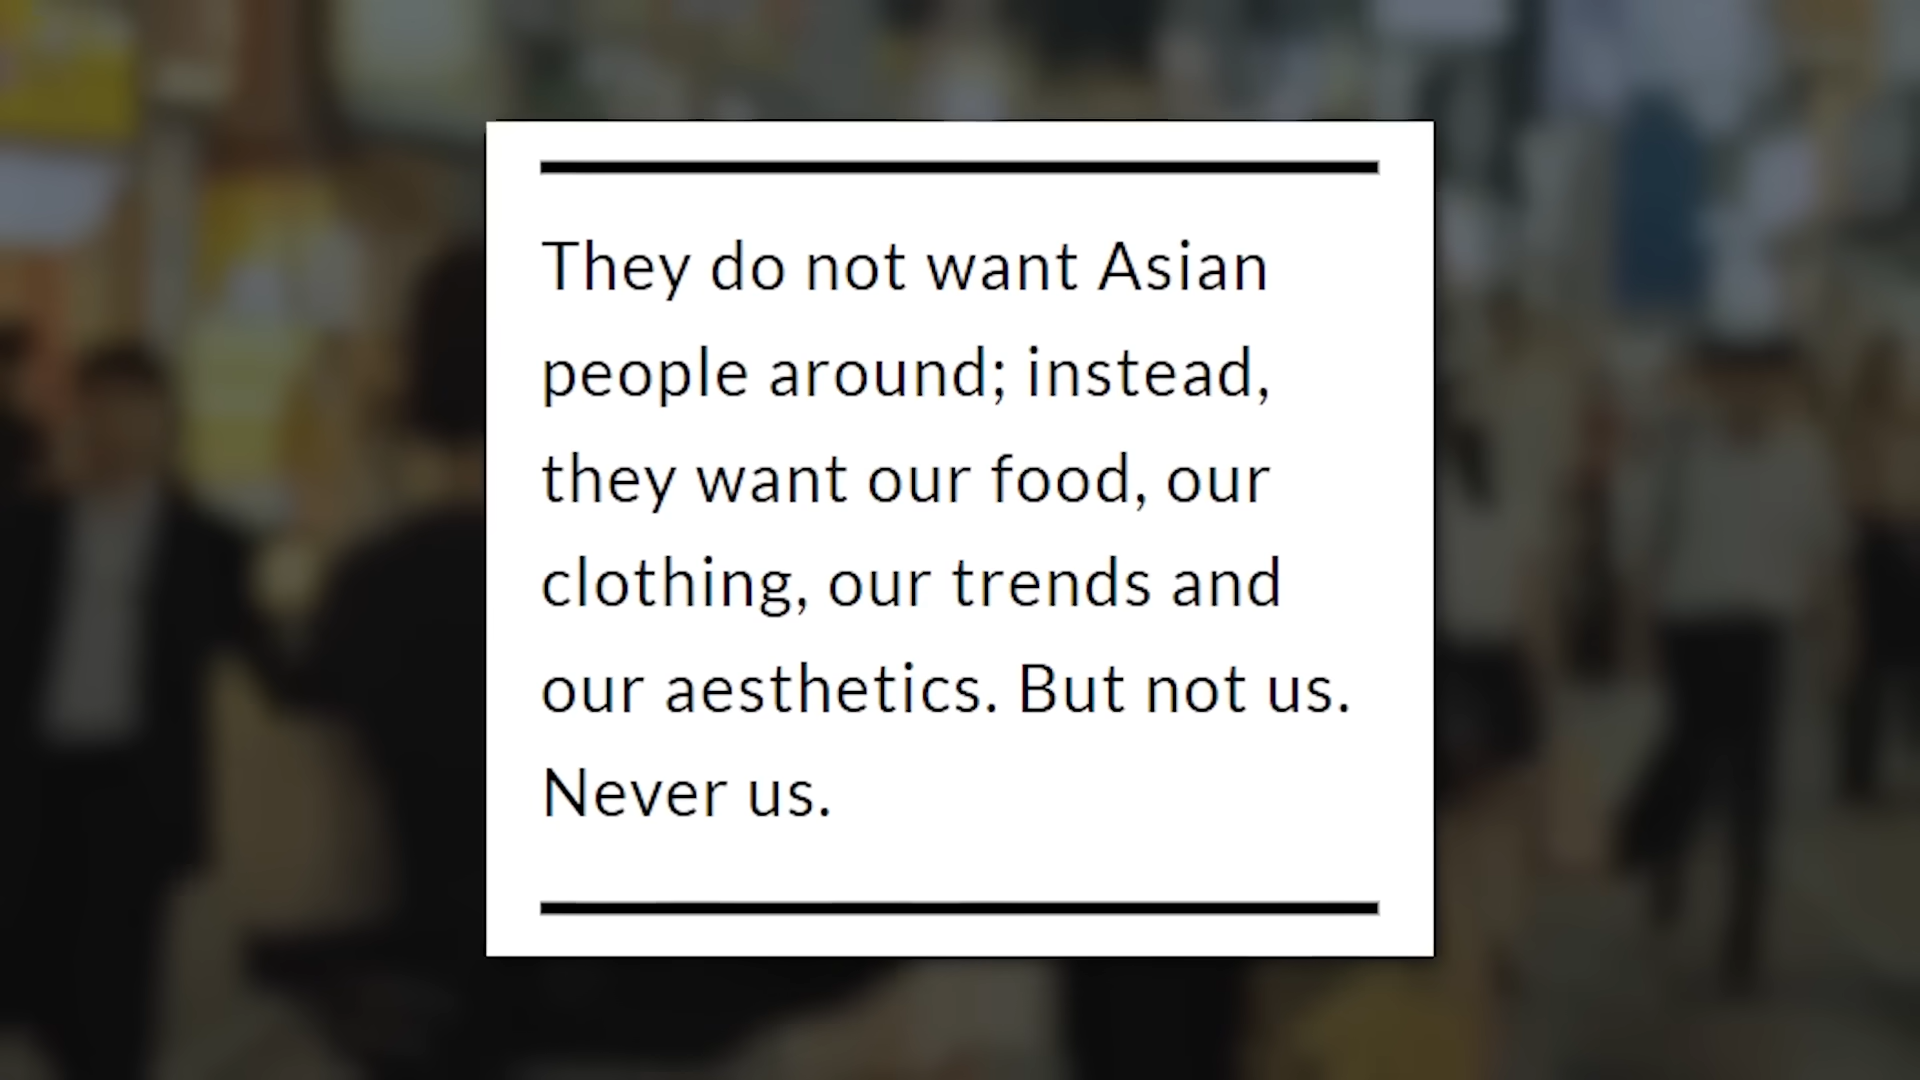 They do not want Asian
people around; instead,
they want our food, our
clothing, our trends and
our aesthetics. But not us.
Never us.